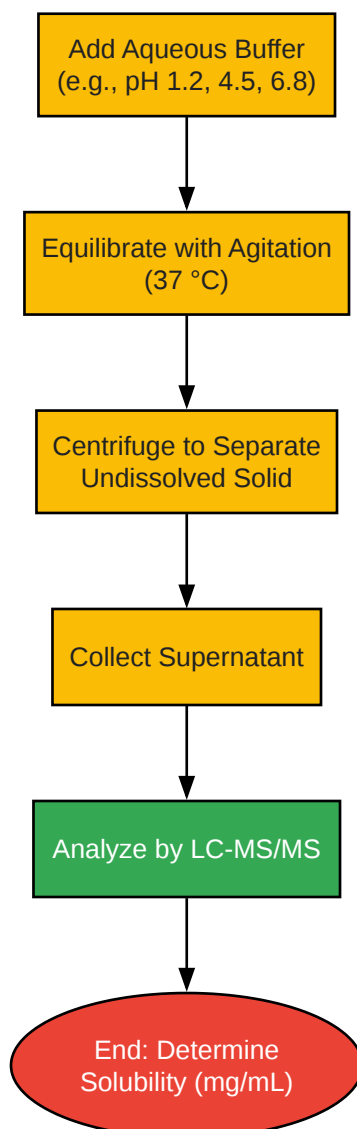 Add Aqueous Buffer
(e.g., pH 1.2, 4.5, 6.8)
Equilibrate with Agitation
(37 °C)
Centrifuge to Separate
Undissolved Solid
Collect Supernatant
Analyze by LC-MS/MS
End: Determine
Solubility (mg/mL)